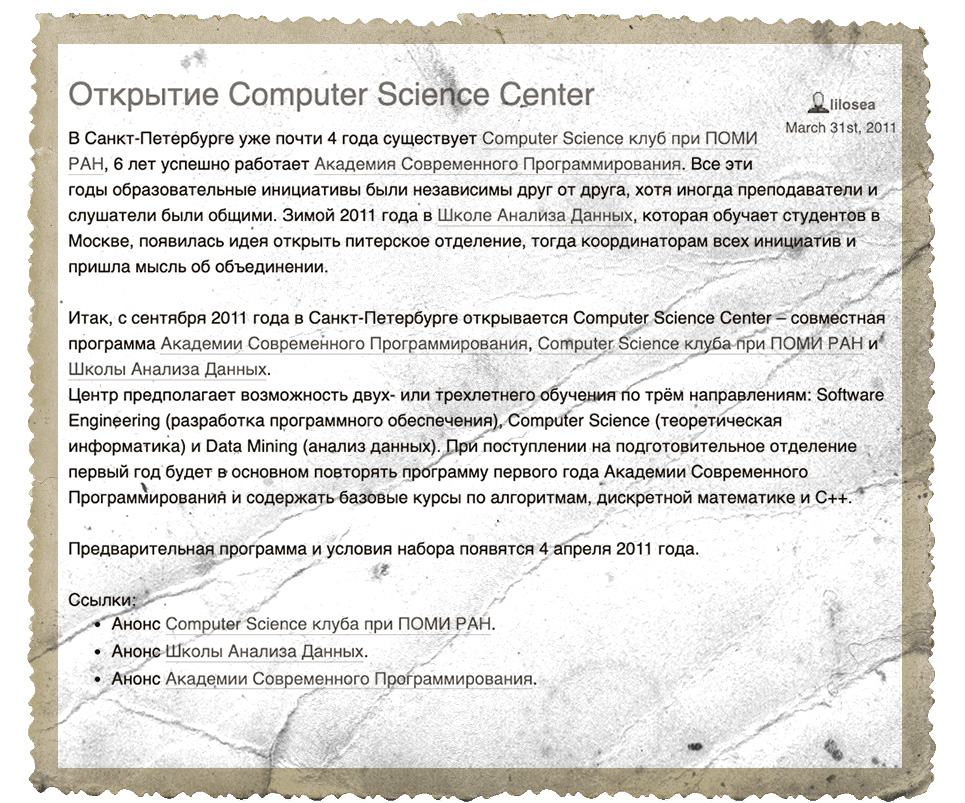 Открытие Computer Science Center
lilosea
March 31st, 2011
В Санкт-Петербурге уже почти 4 года существует Computer Science клуб при ПОМИ
РАН, 6 лет успешно работает Академия Современного Программирования. Все эти
годы образовательные инициативы были независимы друг от друга, хотя иногда преподаватели и
слушатели были общими. Зимой 2011 года в Школе Анализа Данных, которая обучает студентов в
Москве, появилась идея открыть питерское отделение, тогда координаторам всех инициатив и
пришла мысль об объединении.
Итак, с сентября 2011 года в Санкт-Петербурге открывается Computer Science Center – совместная
программа Академии Современного Программирования, Computer Science клуба при ПОМИ РАН и
Школы Анализа Данных.
Центр предполагает возможность двух- или трехлетнего обучения по трём направлениям: Software
Engineering (разработка программного обеспечения), Computer Science (теоретическая
информатика) и Data Mining (анализ данных). При поступлении на подготовительное отделение
первый год будет в основном повторять программу первого года Академии Современного
Программирования и содержать базовые курсы по алгоритмам, дискретной математике и C++.
Предварительная программа и условия набора появятся 4 апреля 2011 года.
Ссылки:
• Анонс Computer Science клуба при ПОМИ РАН.
• Анонс Школы Анализа Данных.
• Анонс Академии Современного Программирования.